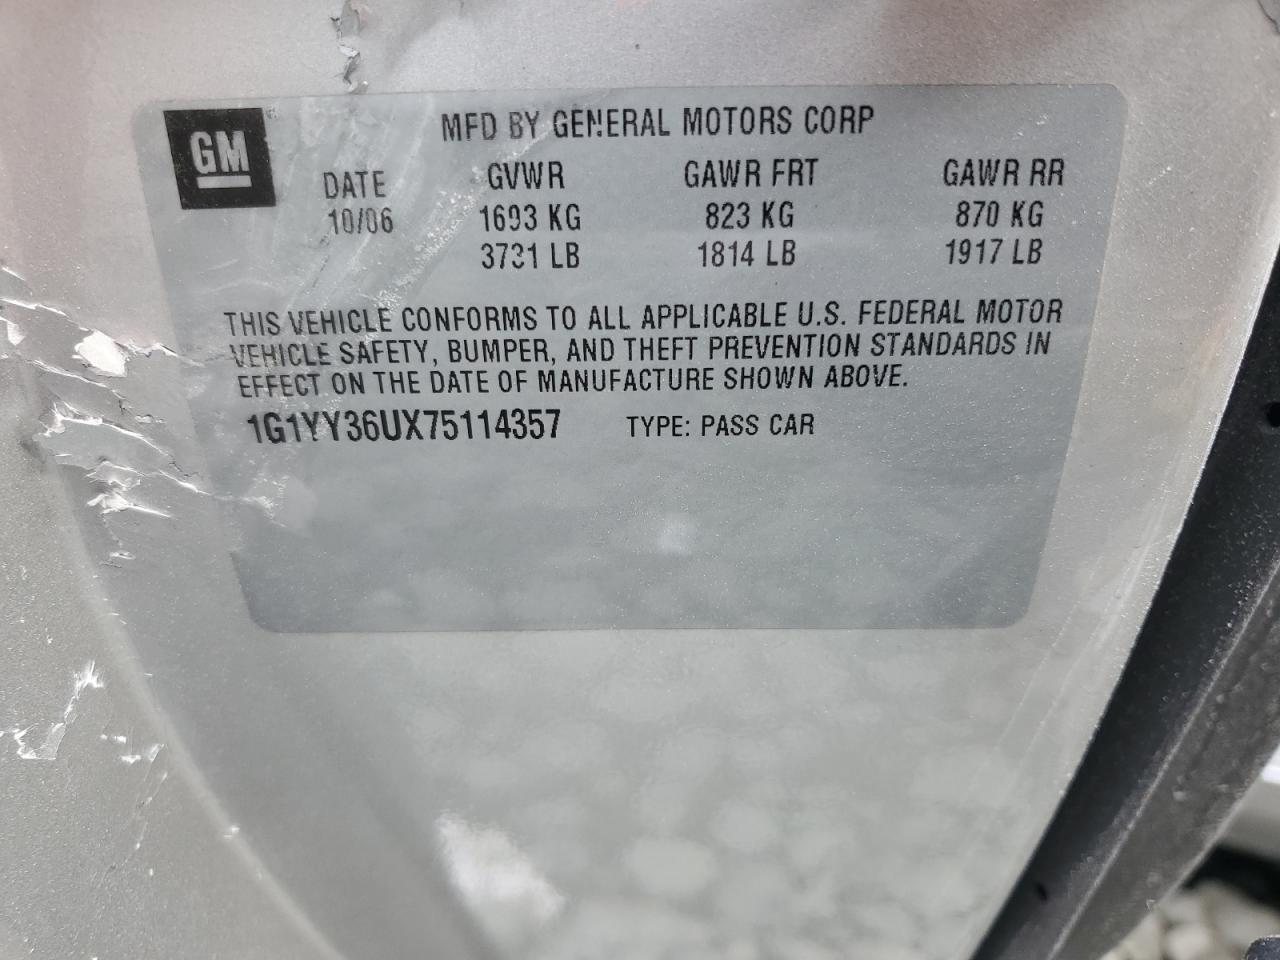 GM
MFD BY GENERAL MOTORS CORP
DATE GVWR GAWR FRT GAWR RR
10/06 1693 KG 823 KG 870 KG
3731 LB 1814 LB 1917 LB
THIS VEHICLE CONFORMS TO ALL APPLICABLE U.S. FEDERAL MOTOR
VEHICLE SAFETY, BUMPER, AND THEFT PREVENTION STANDARDS IN
EFFECT ON THE DATE OF MANUFACTURE SHOWN ABOVE.
1G1YY36UX75114357 TYPE: PASS CAR